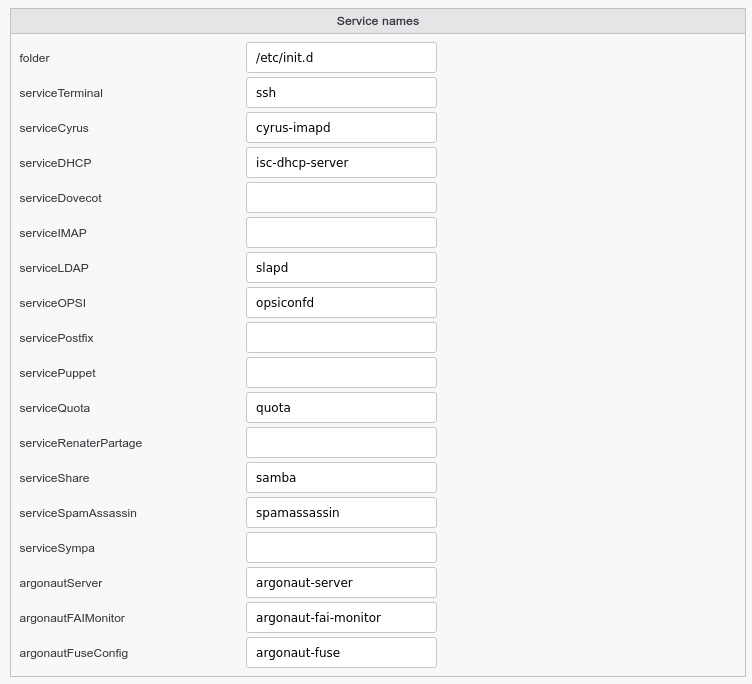 Service names
folder /etc/init.d
serviceTerminal ssh
serviceCyrus cyrus-imapd
serviceDHCP isc-dhcp-server
serviceDovecot
serviceIMAP
serviceLDAP slapd
serviceOPSI opsiconfd
servicePostfix
servicePuppet
serviceQuota quota
serviceRenaterPartage
serviceShare samba
serviceSpamAssassin spamassassin
serviceSympa
argonautServer argonaut-server
argonautFAIMonitor argonaut-fai-monitor
argonautFuseConfig argonaut-fuse